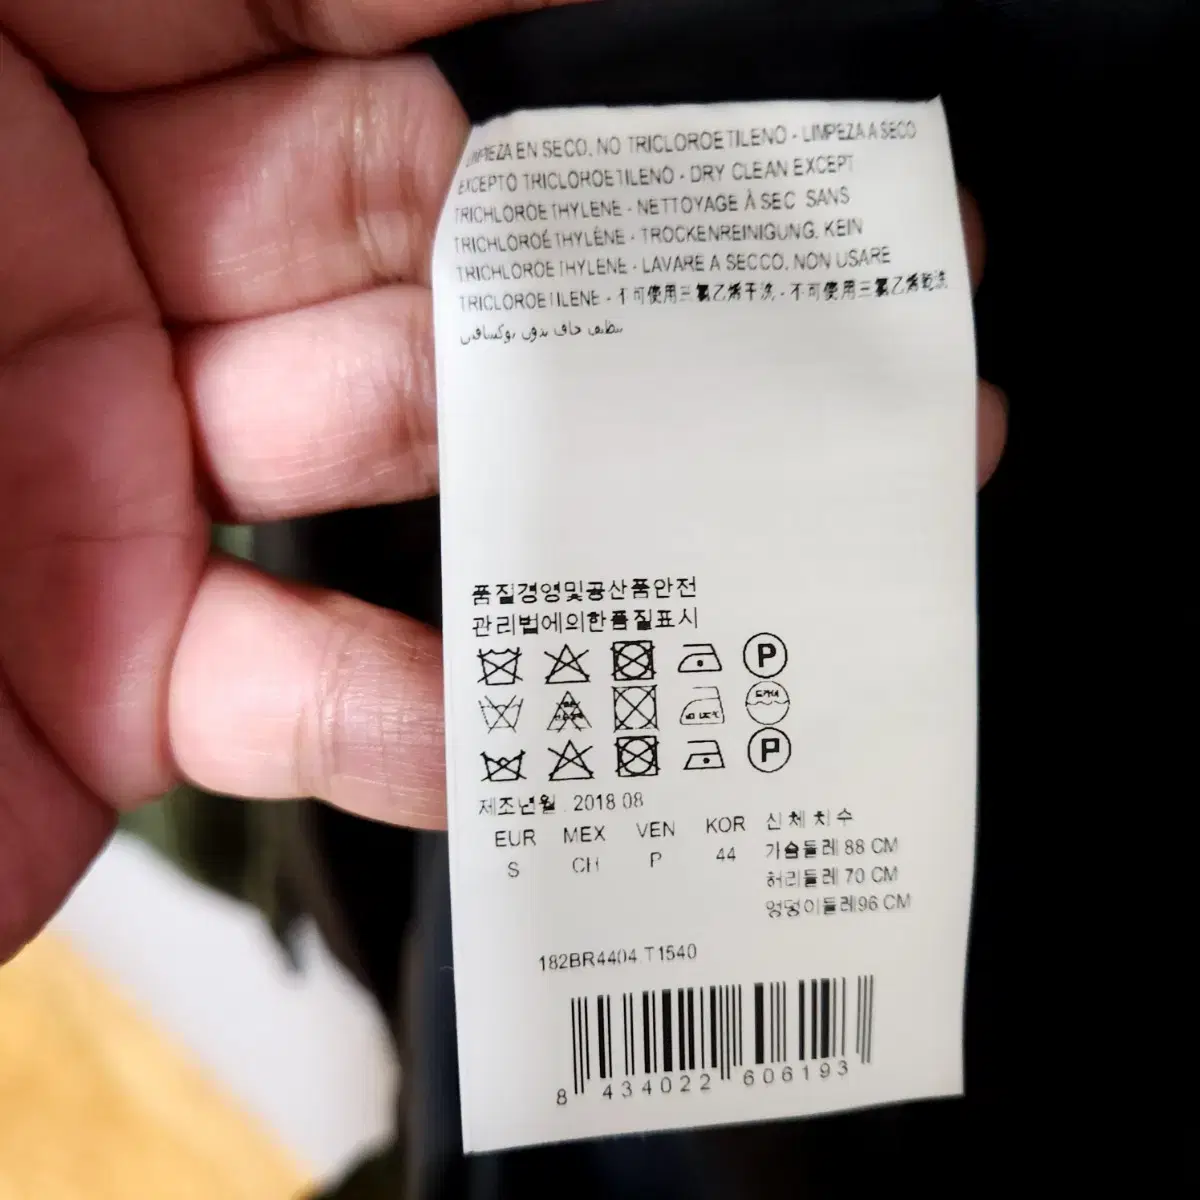 LIMPIEZA EN SECO, NO TRICLOROETILENO - LIMPEZA A SECO
EXCEPTO TRICLOROETILENO - DRY CLEAN EXCEPT
TRICHLOROETHYLENE - NETTOYAGE À SEC SANS
TRICHLOROÉTHYLÈNE - TROCKENREINIGUNG, KEIN
TRICHLOROETHYLENE - LAVARE A SECCO, NON USARE
TRICLOROETILENE - 不可使用三氯乙烯干洗 - 不可使用三氯乙烯乾洗
품질경영및공산품안전
관리법에의한품질표시
P
드라이
P
제조년월 . 2018 08
EUR MEX VEN KOR 신체치수
S CH P 44 가슴둘레 88 CM
허리둘레 70 CM
엉덩이둘레96 CM
182BR4404.T1540
8 434022 606193